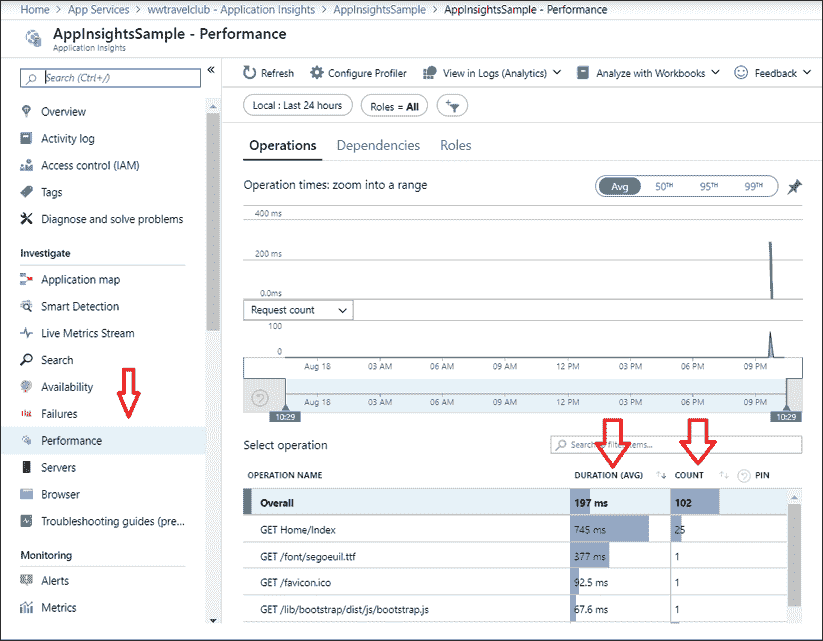 Home > App Services > wwtravelclub - Application Insights > AppInsightsSample > AppInsightsSample - Performance
AppInsightsSample - Performance
Application Insights
Search (Ctrl+/)
«
Overview
Activity log
Access control (IAM)
Tags
Diagnose and solve problems
Investigate
Application map
Smart Detection
Live Metrics Stream
Search
Availability
Failures
Performance
Servers
Browser
Troubleshooting guides (pre...
Monitoring
Alerts
Metrics
Refresh Configure Profiler View in Logs (Analytics) Analyze with Workbooks Feedback
Local : Last 24 hours Roles = All
Operations Dependencies Roles
Operation times: zoom into a range
Avg 50TH 95TH 99TH
400 ms
200 ms
0.0ms
Request count
100
0
Aug 18 03 AM 06 AM 09 AM 12 PM 03 PM 06 PM 09 PM
Aug 18 03 AM 06 AM 09 AM 12 PM 03 PM 06 PM 09 PM
10:29 10:29
Select operation
Search
OPERATION NAME DURATION (AVG) COUNT PIN
Overall 197 ms 102
GET Home/Index 745 ms 25
GET /font/segoeuil.ttf 377 ms 1
GET /favicon.ico 92.5 ms 1
GET /lib/bootstrap/dist/js/bootstrap.js 67.6 ms 1